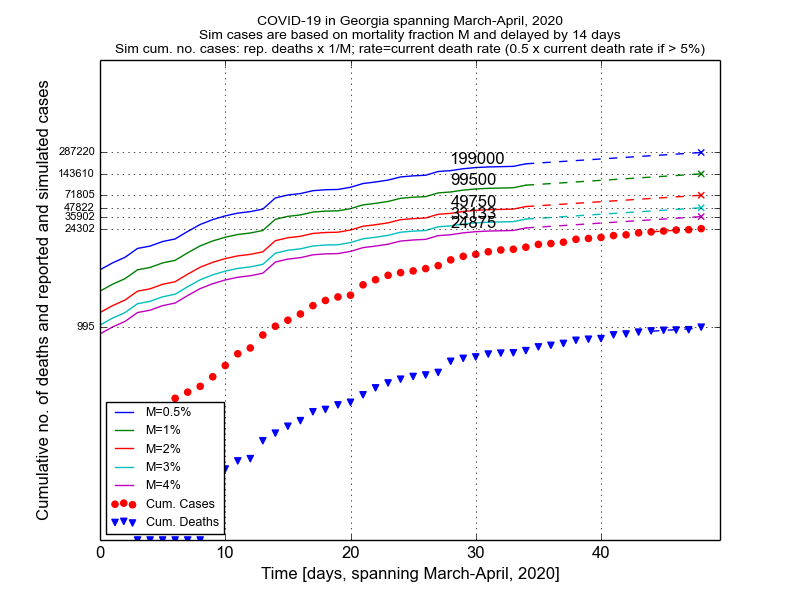 COVID-19 in Georgia spanning March-April, 2020
Sim cases are based on mortality fraction M and delayed by 14 days
Sim cum. no. cases: rep. deaths x 1/M; rate=current death rate (0.5 x current death rate if > 5%)
Cumulative no. of deaths and reported and simulated cases
287220
143610
71805
47822
35902
24302
995
199000
99500
49750
33133
24875
M=0.5%
M=1%
M=2%
M=3%
M=4%
Cum. Cases
Cum. Deaths
0 10 20 30 40
Time [days, spanning March-April, 2020]